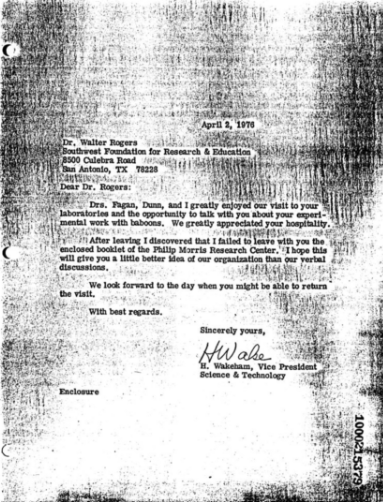 April 2, 1976
Dr. Walter Rogers
Southwest Foundation for Research & Education
8500 Culebra Road
San Antonio, TX 78228
Dear Dr. Rogers:
Drs. Fagan, Dunn, and I greatly enjoyed our visit to your
laboratories and the opportunity to talk with you about your experi-
mental work with baboons. We greatly appreciated your hospitality.
After leaving I discovered that I failed to leave with you the
enclosed booklet of the Philip Morris Research Center. I hope this
will give you a little better idea of our organization than our verbal
discussions.
We look forward to the day when you might be able to return
the visit.
With best regards.
Sincerely yours,
HWake
H. Wakeham, Vice President
Science & Technology
Enclosure
1000215379